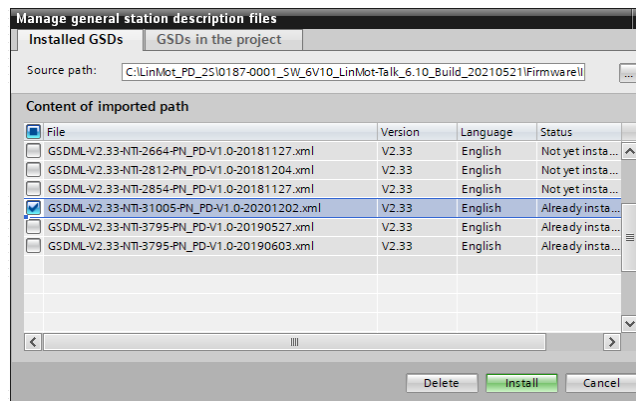 Manage general station description files
Installed GSDs GSDs in the project
Source path: C:\LinMot_PD_2S\0187-0001_SW_6V10_LinMot-Talk_6.10_Build_20210521\Firmware\I ...
Content of imported path
File Version Language Status
GSDML-V2.33-NTI-2664-PN_PD-V1.0-20181127.xml V2.33 English Not yet insta...
GSDML-V2.33-NTI-2812-PN_PD-V1.0-20181204.xml V2.33 English Not yet insta...
GSDML-V2.33-NTI-2854-PN_PD-V1.0-20181127.xml V2.33 English Not yet insta...
GSDML-V2.33-NTI-31005-PN_PD-V1.0-20201202.xml V2.33 English Already insta...
GSDML-V2.33-NTI-3795-PN_PD-V1.0-20190527.xml V2.33 English Already insta...
GSDML-V2.33-NTI-3795-PN_PD-V1.0-20190603.xml V2.33 English Already insta...
Delete Install Cancel